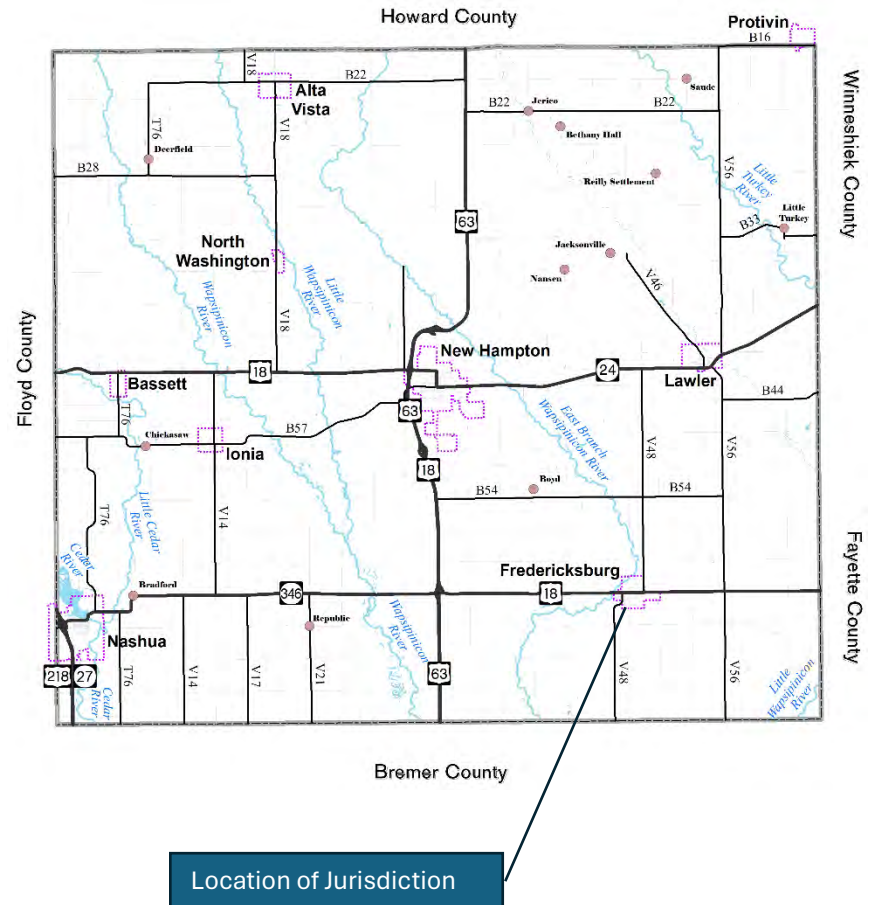 Howard County
Protivin
B16
V18
B22
Alta
Vista
Saude
B22
Jerico
B22
Bethany Hall
Winneshiek County
T76
V18
Deerfield
B28
V56
Reilly Settlement
Little
Turkey
River
Little
Turkey
B33
63
North
Washington
Jacksonville
Nansen
V46
Wapsipinicon
River
Little
Wapsipinicon
River
V18
Floyd County
New Hampton
18
24
Lawler
Bassett
T76
B44
63
East Branch
Wapsipinicon River
Chickasaw
B57
Ionia
V48
V56
18
Boyd
B54
B54
T76
Little Cedar
River
V14
Cedar
River
Fredericksburg
Fayette County
Bradford
346
18
Republic
Wapsipinicon
River
Nashua
218
27
Cedar
River
T76
V14
V17
V21
63
V48
V56
Little
Wapsipinicon
River
Bremer County
Location of Jurisdiction